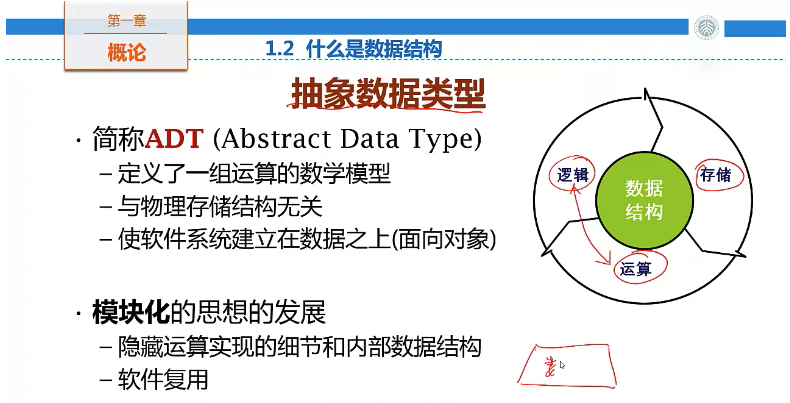 第一章
概论
1.2 什么是数据结构
抽象数据类型
· 简称ADT (Abstract Data Type)
– 定义了一组运算的数学模型
– 与物理存储结构无关
– 使软件系统建立在数据之上(面向对象)
· 模块化的思想的发展
– 隐藏运算实现的细节和内部数据结构
– 软件复用
逻辑
存储
数据
结构
运算